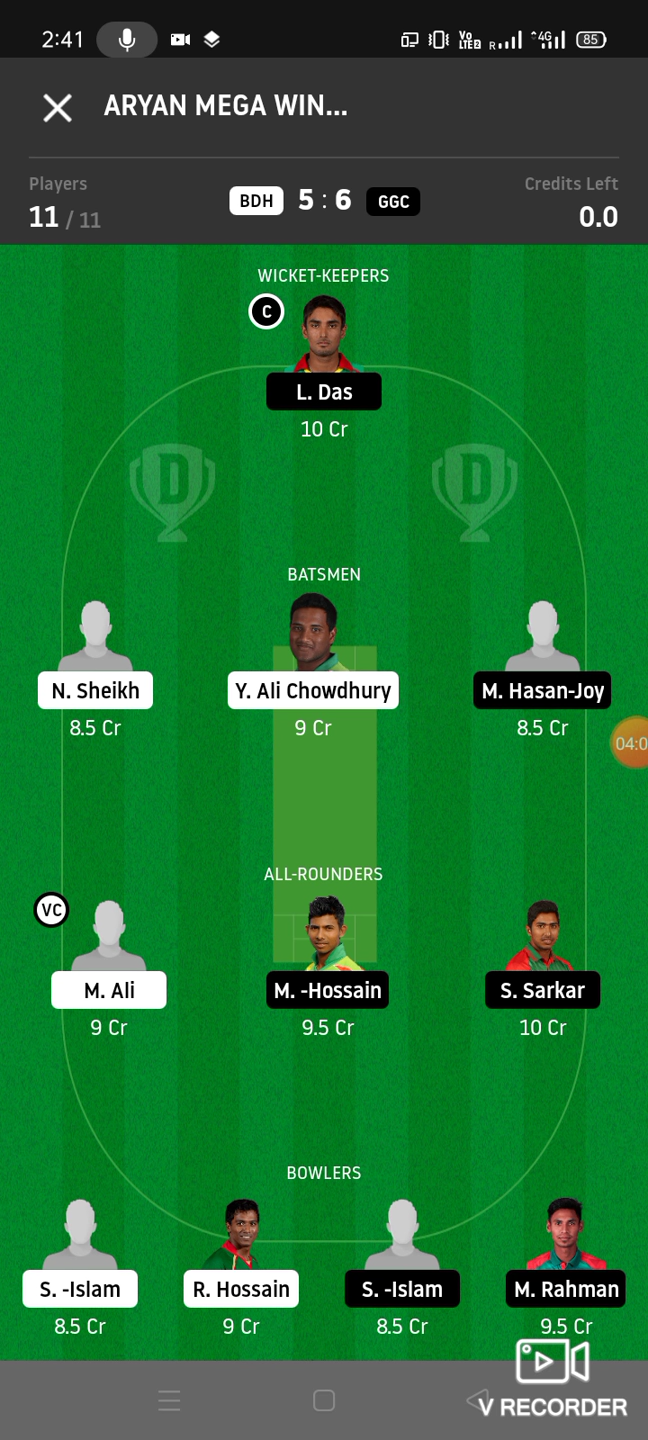 2:41
Vo
LTE2
R
4G
85
ARYAN MEGA WIN...
Players
Credits Left
11 / 11
BDH 5 : 6 GGC
0.0
WICKET-KEEPERS
C
L. Das
10 Cr
D D
BATSMEN
N. Sheikh Y. Ali Chowdhury M. Hasan-Joy
8.5 Cr 9 Cr 8.5 Cr
04:0
ALL-ROUNDERS
VC
M. Ali M. -Hossain S. Sarkar
9 Cr 9.5 Cr 10 Cr
BOWLERS
S. -Islam R. Hossain S. -Islam M. Rahman
8.5 Cr 9 Cr 8.5 Cr 9.5 Cr
V RECORDER